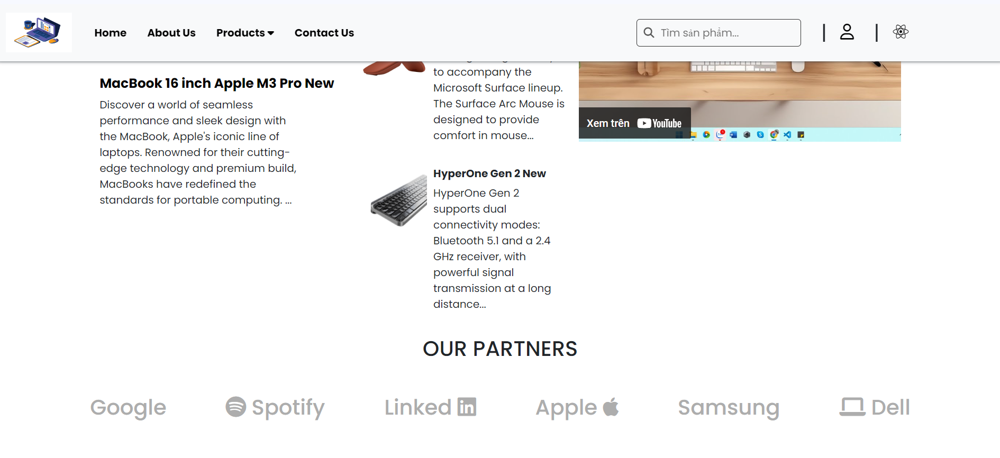 Home
About Us
Products
Contact Us
Tìm sản phẩm...
MacBook 16 inch Apple M3 Pro New
Discover a world of seamless
performance and sleek design with
the MacBook, Apple's iconic line of
laptops. Renowned for their cutting-
edge technology and premium build,
MacBooks have redefined the
standards for portable computing. ...
to accompany the
Microsoft Surface lineup.
The Surface Arc Mouse is
designed to provide
comfort in mouse...
HyperOne Gen 2 New
HyperOne Gen 2
supports dual
connectivity modes:
Bluetooth 5.1 and a 2.4
GHz receiver, with
powerful signal
transmission at a long
distance...
Xem trên YouTube
OUR PARTNERS
Google
Spotify
Linked in
Apple
Samsung
Dell